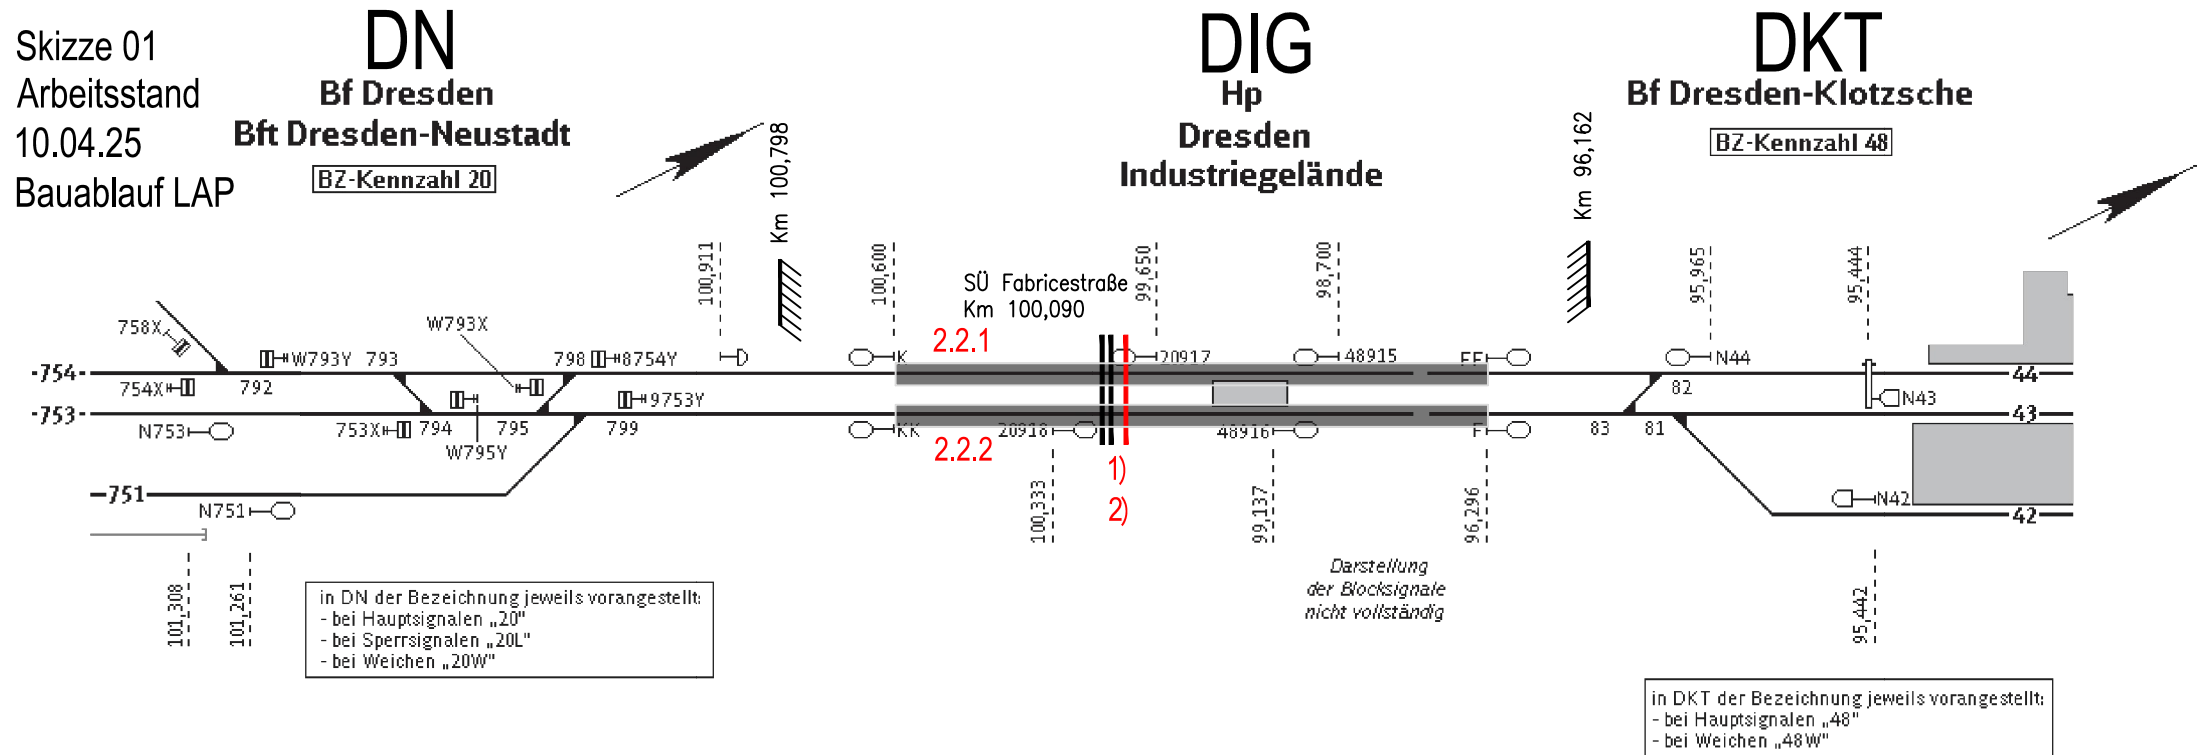 Skizze 01
Arbeitsstand
10.04.25
Bauablauf LAP
DN
Bf Dresden
Bft Dresden-Neustadt
BZ-Kennzahl 20
DIG
Hp
Dresden
Industriegelände
DKT
Bf Dresden-Klotzsche
BZ-Kennzahl 48
Km 100,798
Km 96,162
100,911
100,600
SÜ Fabricestraße
Km 100,090
99,650
98,700
95,965
95,444
758X
W793Y
793
W793X
798
8754Y
K
2.2.1
20917
48915
FF
N44
-754-
754X
792
44
82
N43
9753Y
-753-
43
N753
753X
794
795
799
KK
20918
48916
F
83
81
W795Y
2.2.2
1)
2)
-751-
N751
N42
42
101,308
101,261
100,333
99,137
96,296
95,442
Darstellung
der Blocksignale
nicht vollständig
in DN der Bezeichnung jeweils vorangestellt:
- bei Hauptsignalen „20"
- bei Sperrsignalen „20L"
- bei Weichen „20W"
in DKT der Bezeichnung jeweils vorangestellt:
- bei Hauptsignalen „48"
- bei Weichen „48W"